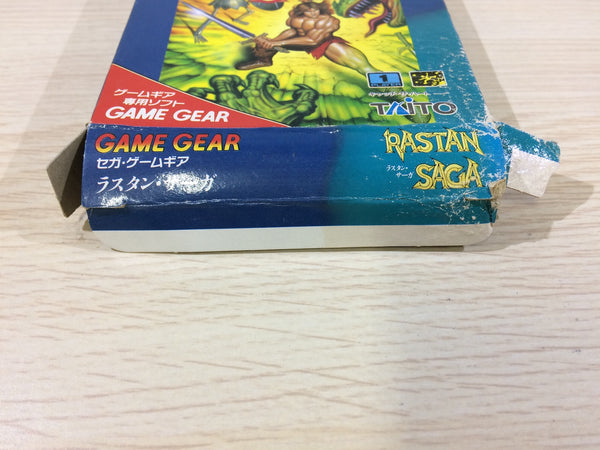 ゲームギア
専用ソフト
GAME GEAR
1
TAITO
GAME GEAR
セガ・ゲームギア
ラスタン・サーガ
RASTAN
SAGA
ラスタン・
サーガ